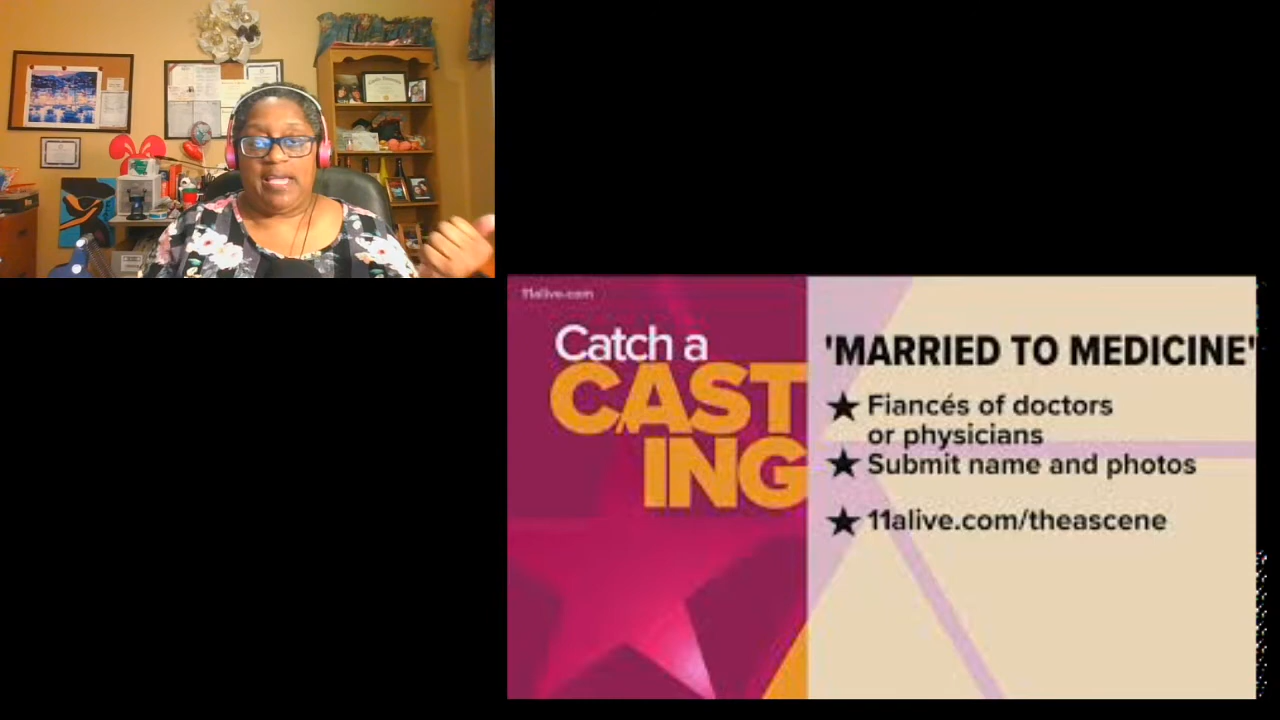 11alive.com
Catch a
CAST
ING
'MARRIED TO MEDICINE'
Fiancés of doctors
or physicians
Submit name and photos
11alive.com/theascene